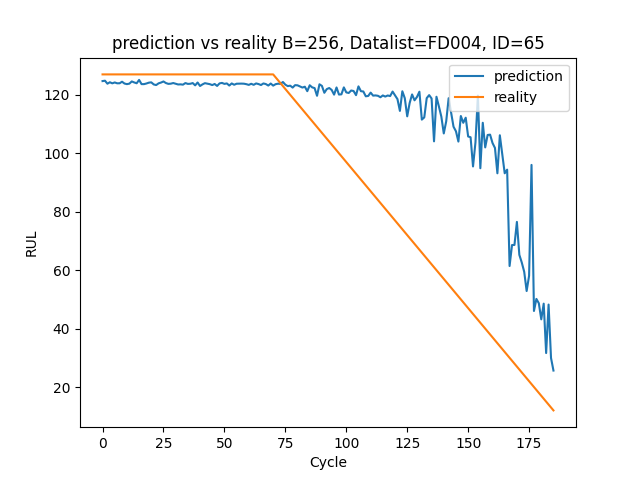 prediction vs reality B=256, Datalist=FD004, ID=65
prediction
reality
120
100
80
60
40
20
RUL
0 25 50 75 100 125 150 175
Cycle